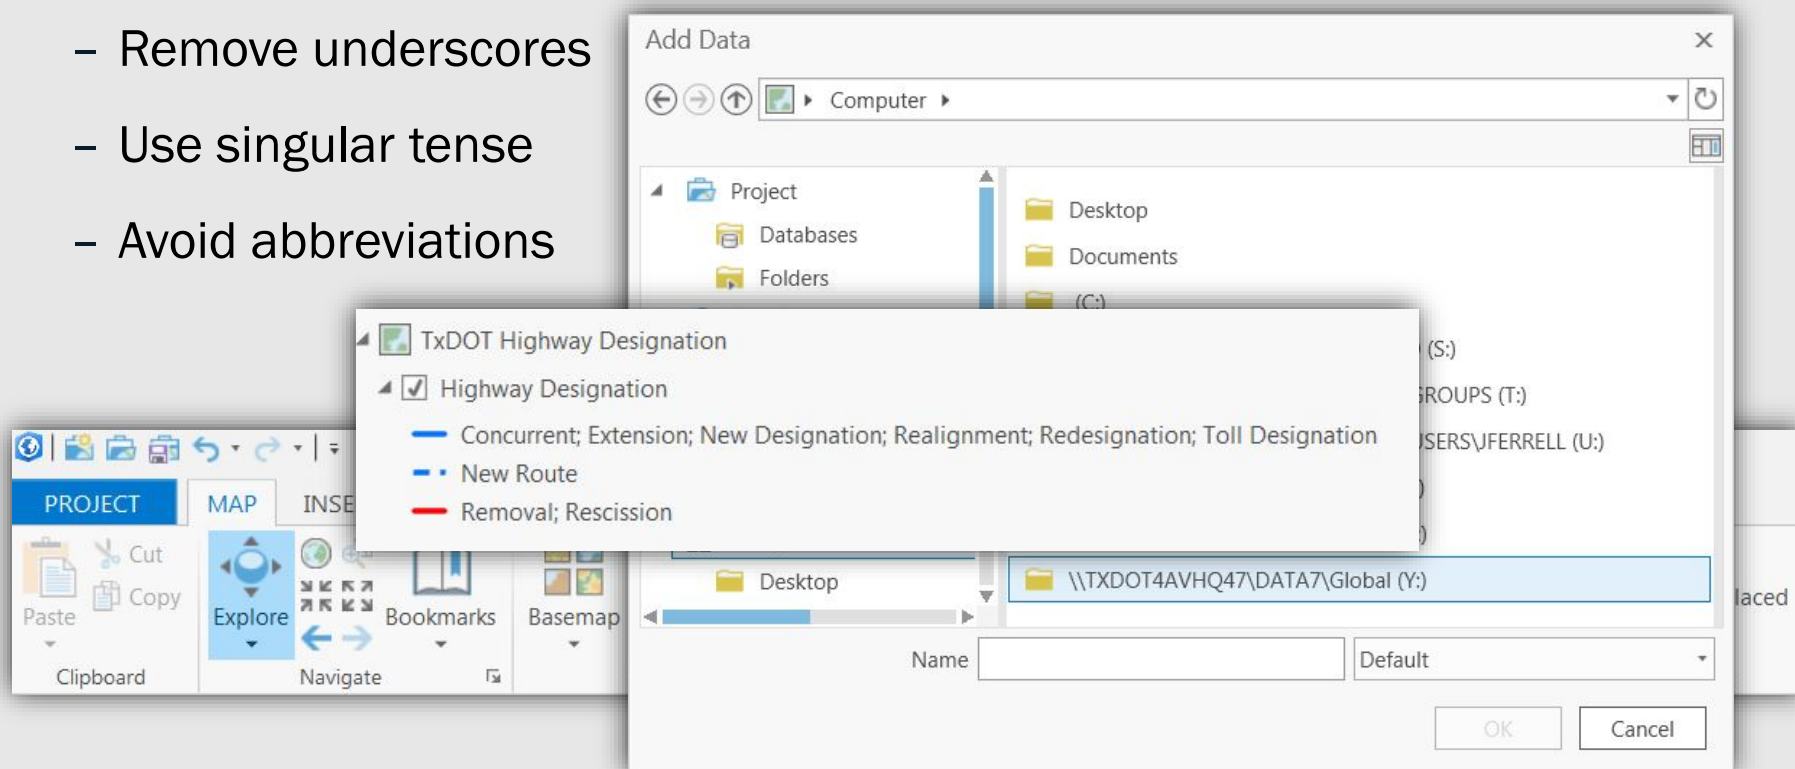 – Remove underscores
– Use singular tense
– Avoid abbreviations
Add Data
Computer
Project
Databases
Folders
Desktop
Documents
(C:)
(S:)
GROUPS (T:)
USERS\JFERRELL (U:)
TxDOT Highway Designation
Highway Designation
Concurrent; Extension; New Designation; Realignment; Redesignation; Toll Designation
New Route
Removal; Rescission
PROJECT
MAP
INSE
Cut
Copy
Paste
Clipboard
Explore
Navigate
Bookmarks
Basemap
Desktop
\\TXDOT4AVHQ47\DATA7\Global (Y:)
laced
Name
Default
OK
Cancel